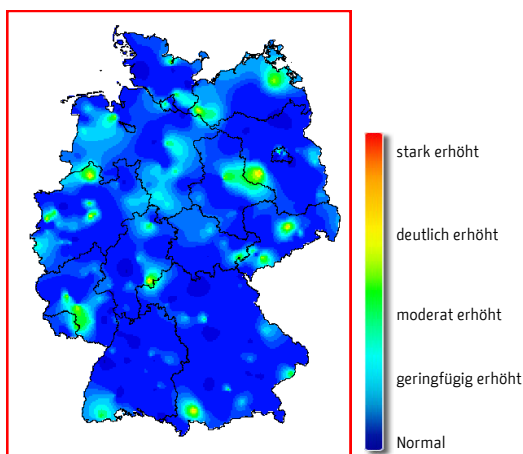 stark erhöht
deutlich erhöht
moderat erhöht
geringfügig erhöht
Normal